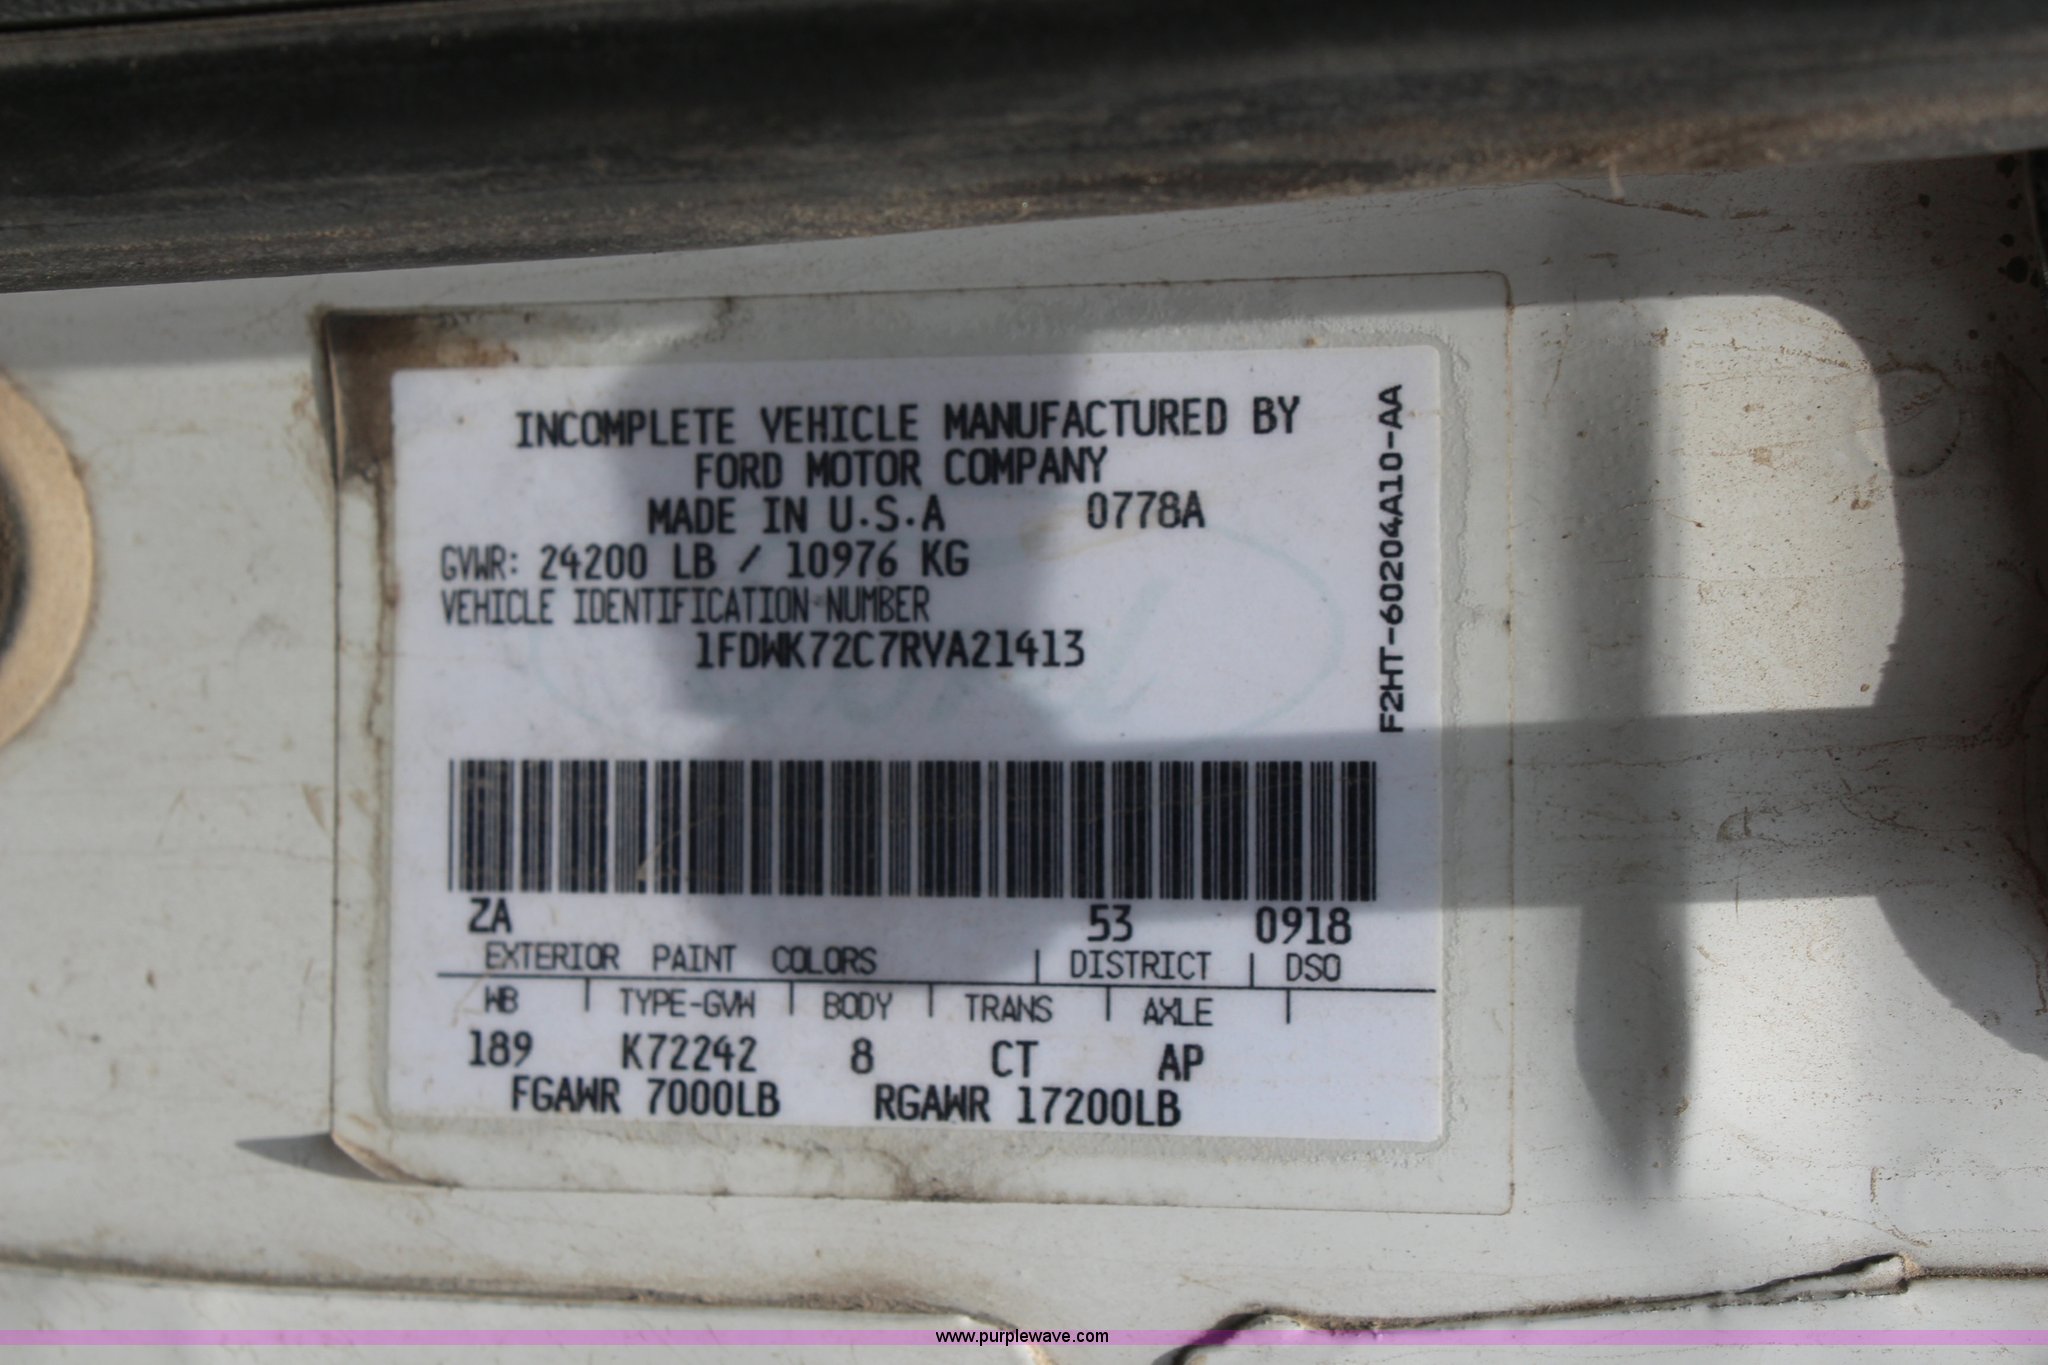 INCOMPLETE VEHICLE MANUFACTURED BY
FORD MOTOR COMPANY
MADE IN U.S.A 0778A
GVWR: 24200 LB / 10976 KG
VEHICLE IDENTIFICATION NUMBER
1FDWK72C7RVA21413
F2HT-60204A10-AA
ZA 53 0918
EXTERIOR PAINT COLORS | DISTRICT | DSO
WB | TYPE-GVW | BODY | TRANS | AXLE |
189 K72242 8 CT AP
FGAWR 7000LB RGAWR 17200LB
www.purplewave.com